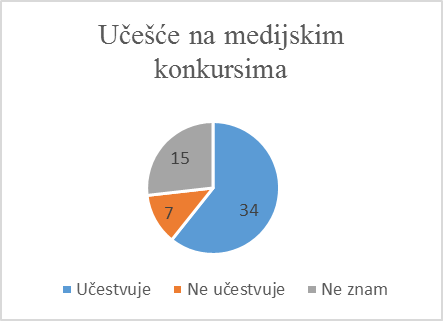 Učešće na medijskim
konkursima
15
7
34
Učestvuje
Ne učestvuje
Ne znam